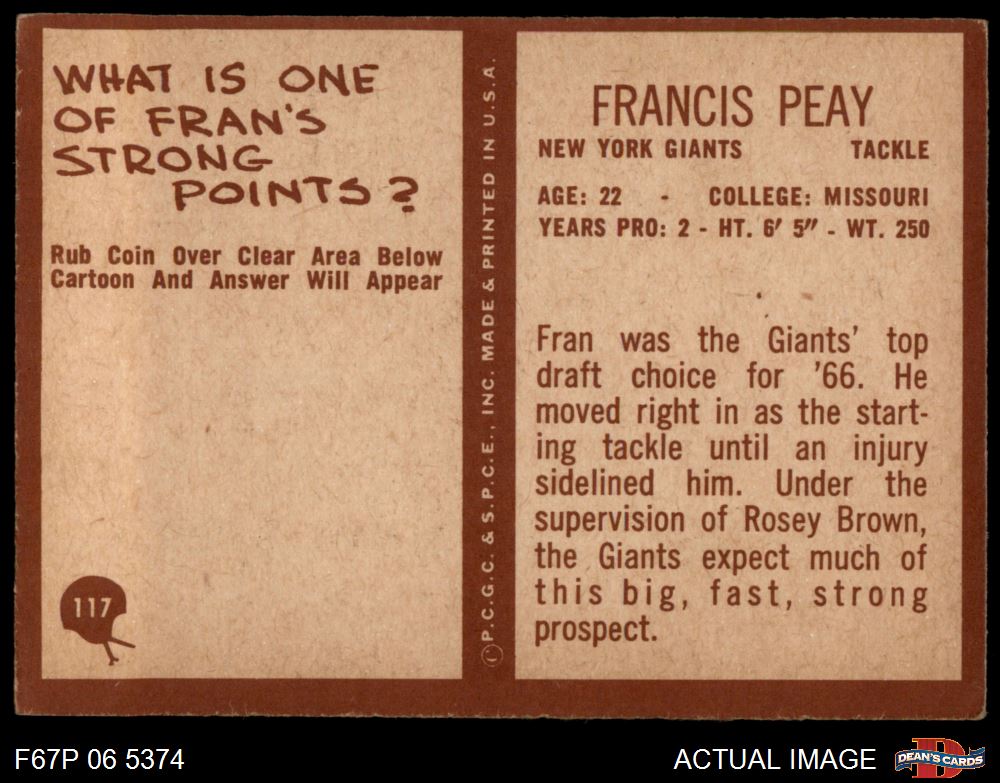 WHAT IS ONE
OF FRAN'S
STRONG
POINTS?
Rub Coin Over Clear Area Below
Cartoon And Answer Will Appear
117
©P.C.G.C. & S.P.C.E., INC. MADE & PRINTED IN U.S.A.
FRANCIS PEAY
NEW YORK GIANTS TACKLE
AGE: 22 - COLLEGE: MISSOURI
YEARS PRO: 2 - HT. 6' 5" - WT. 250
Fran was the Giants' top
draft choice for '66. He
moved right in as the start-
ing tackle until an injury
sidelined him. Under the
supervision of Rosey Brown,
the Giants expect much of
this big, fast, strong
prospect.
F67P 06 5374
ACTUAL IMAGE
D
DEAN'S CARDS